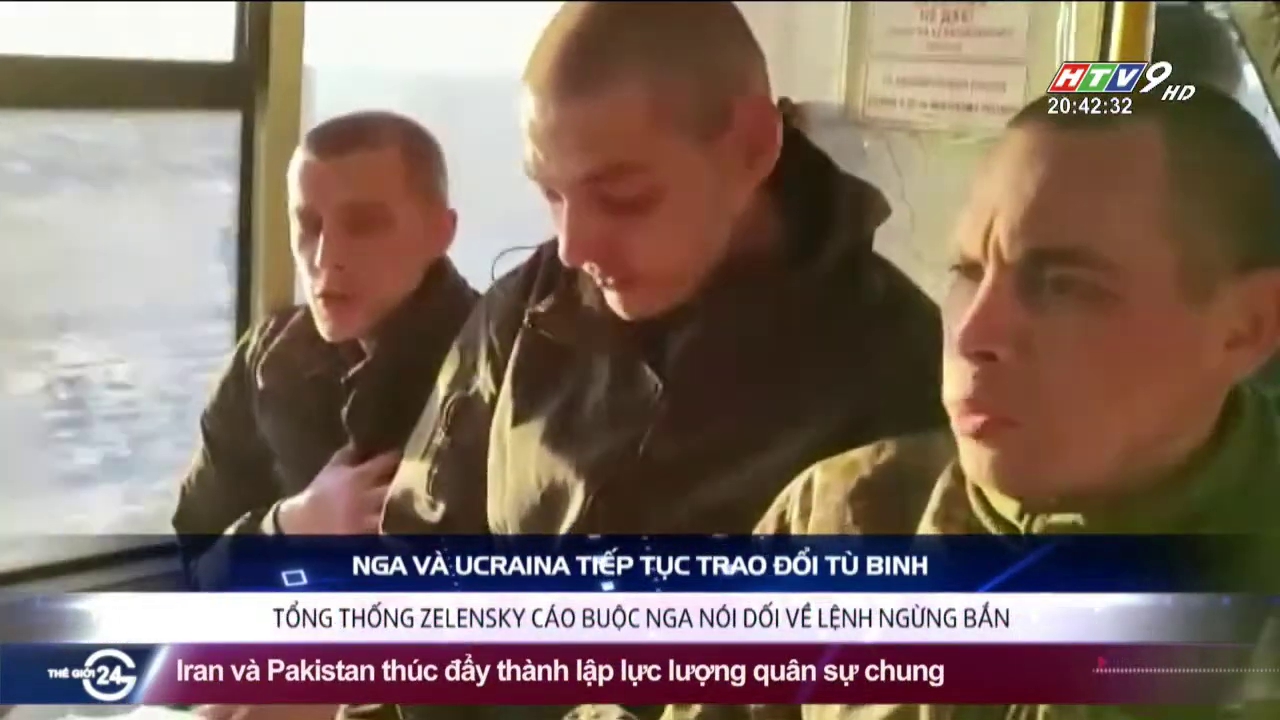 HTV9 HD
20:42:32
NGA VÀ UCRAINA TIẾP TỤC TRAO ĐỔI TÙ BINH
TỔNG THỐNG ZELENSKY CÁO BUỘC NGA NÓI DỐI VỀ LỆNH NGỪNG BẮN
THẾ GIỚI 24G
Iran và Pakistan thúc đẩy thành lập lực lượng quân sự chung